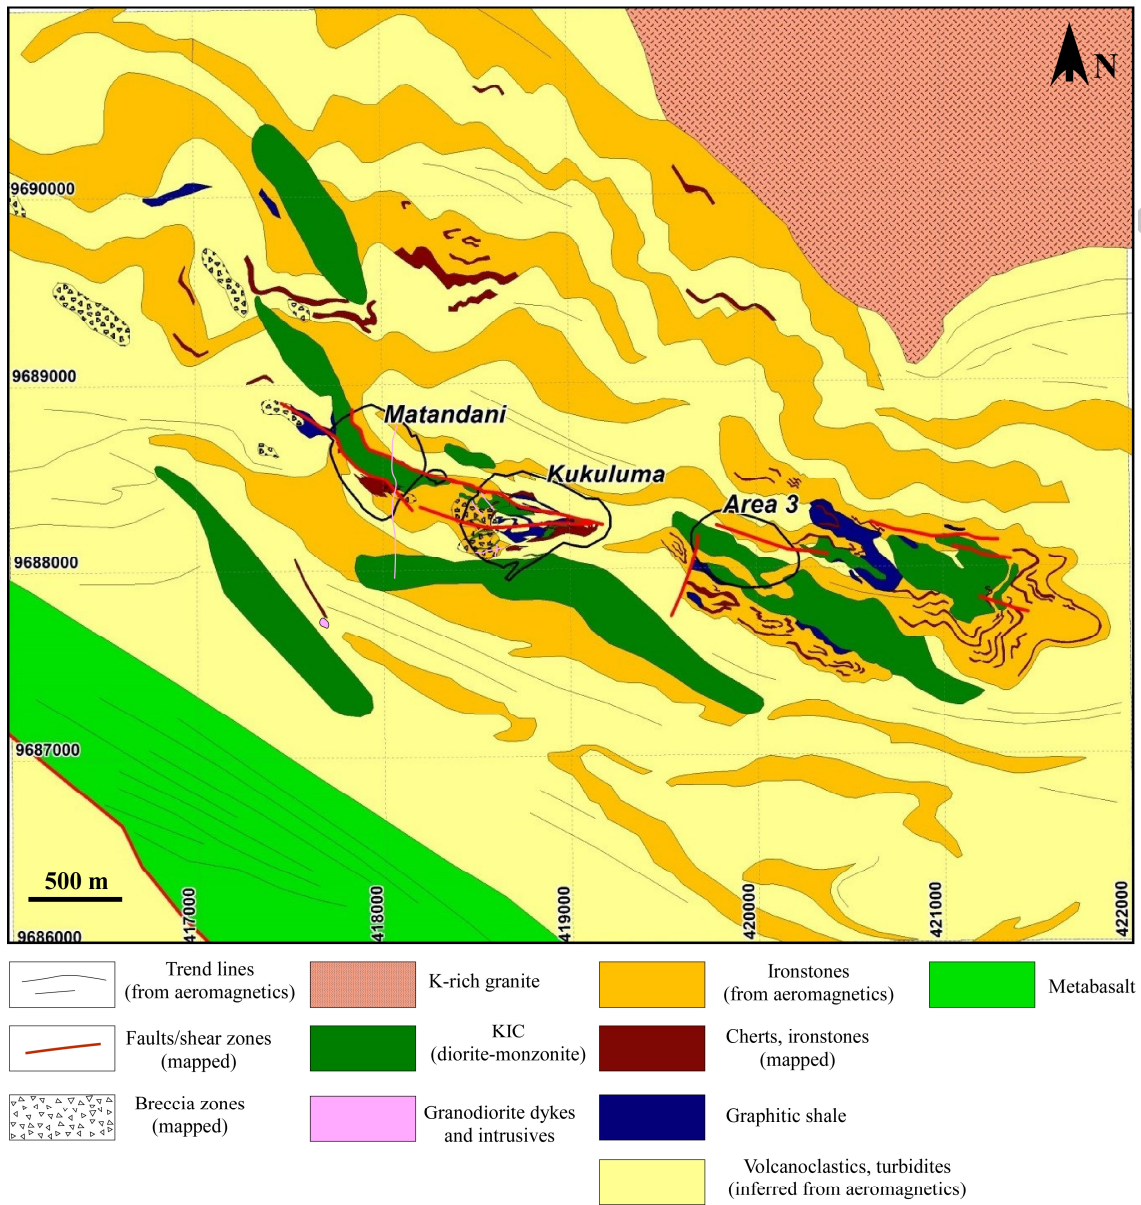 N
9690000
9689000
Matandani
Kukuluma
Area 3
9688000
9687000
500 m
9686000
417000
418000
419000
420000
421000
422000
Trend lines
(from aeromagnetics)
K-rich granite
Ironstones
(from aeromagnetics)
Metabasalt
Faults/shear zones
(mapped)
KIC
(diorite-monzonite)
Cherts, ironstones
(mapped)
Breccia zones
(mapped)
Granodiorite dykes
and intrusives
Graphitic shale
Volcanoclastics, turbidites
(inferred from aeromagnetics)